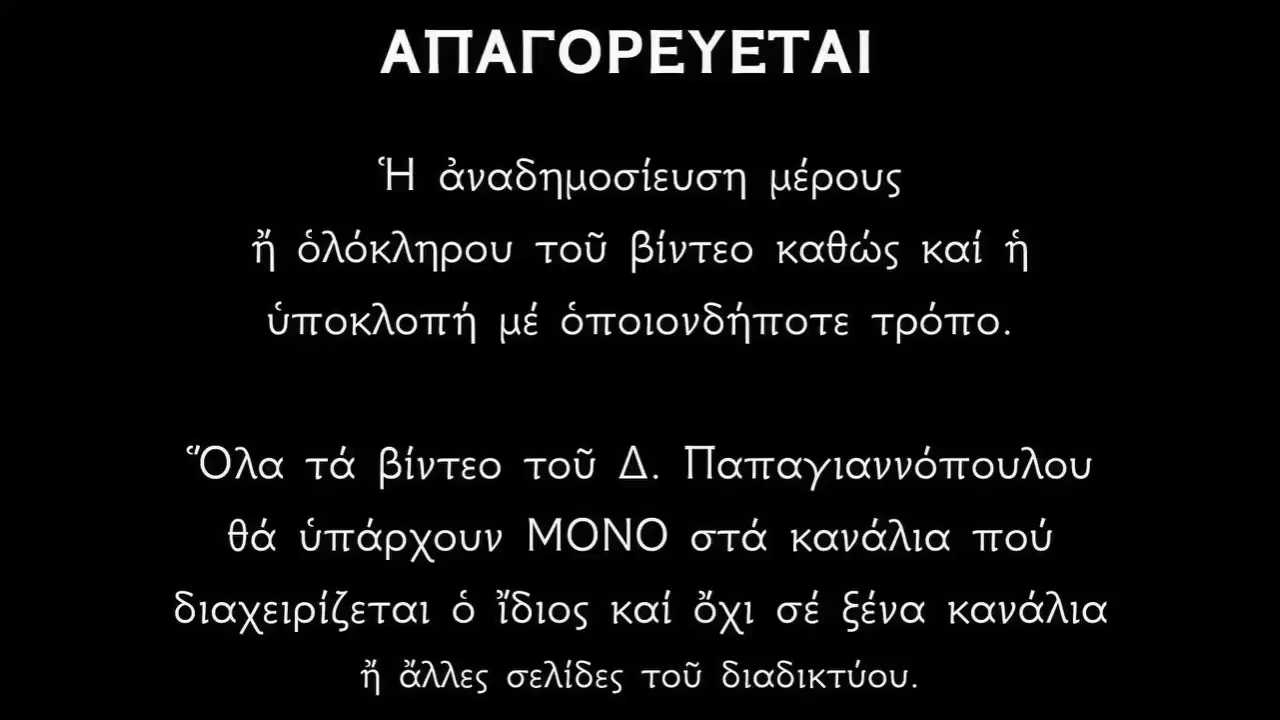 ΑΠΑΓΟΡΕΥΕΤΑΙ
Ἡ ἀναδημοσίευση μέρους
ἤ ὁλόκληρου τοῦ βίντεο καθώς καί ἡ
ὑποκλοπή μέ ὁποιονδήποτε τρόπο.
Ὅλα τά βίντεο τοῦ Δ. Παπαγιαννόπουλου
θά ὑπάρχουν ΜΟΝΟ στά κανάλια πού
διαχειρίζεται ὁ ἴδιος καί ὄχι σέ ξένα κανάλια
ἤ ἄλλες σελίδες τοῦ διαδικτύου.